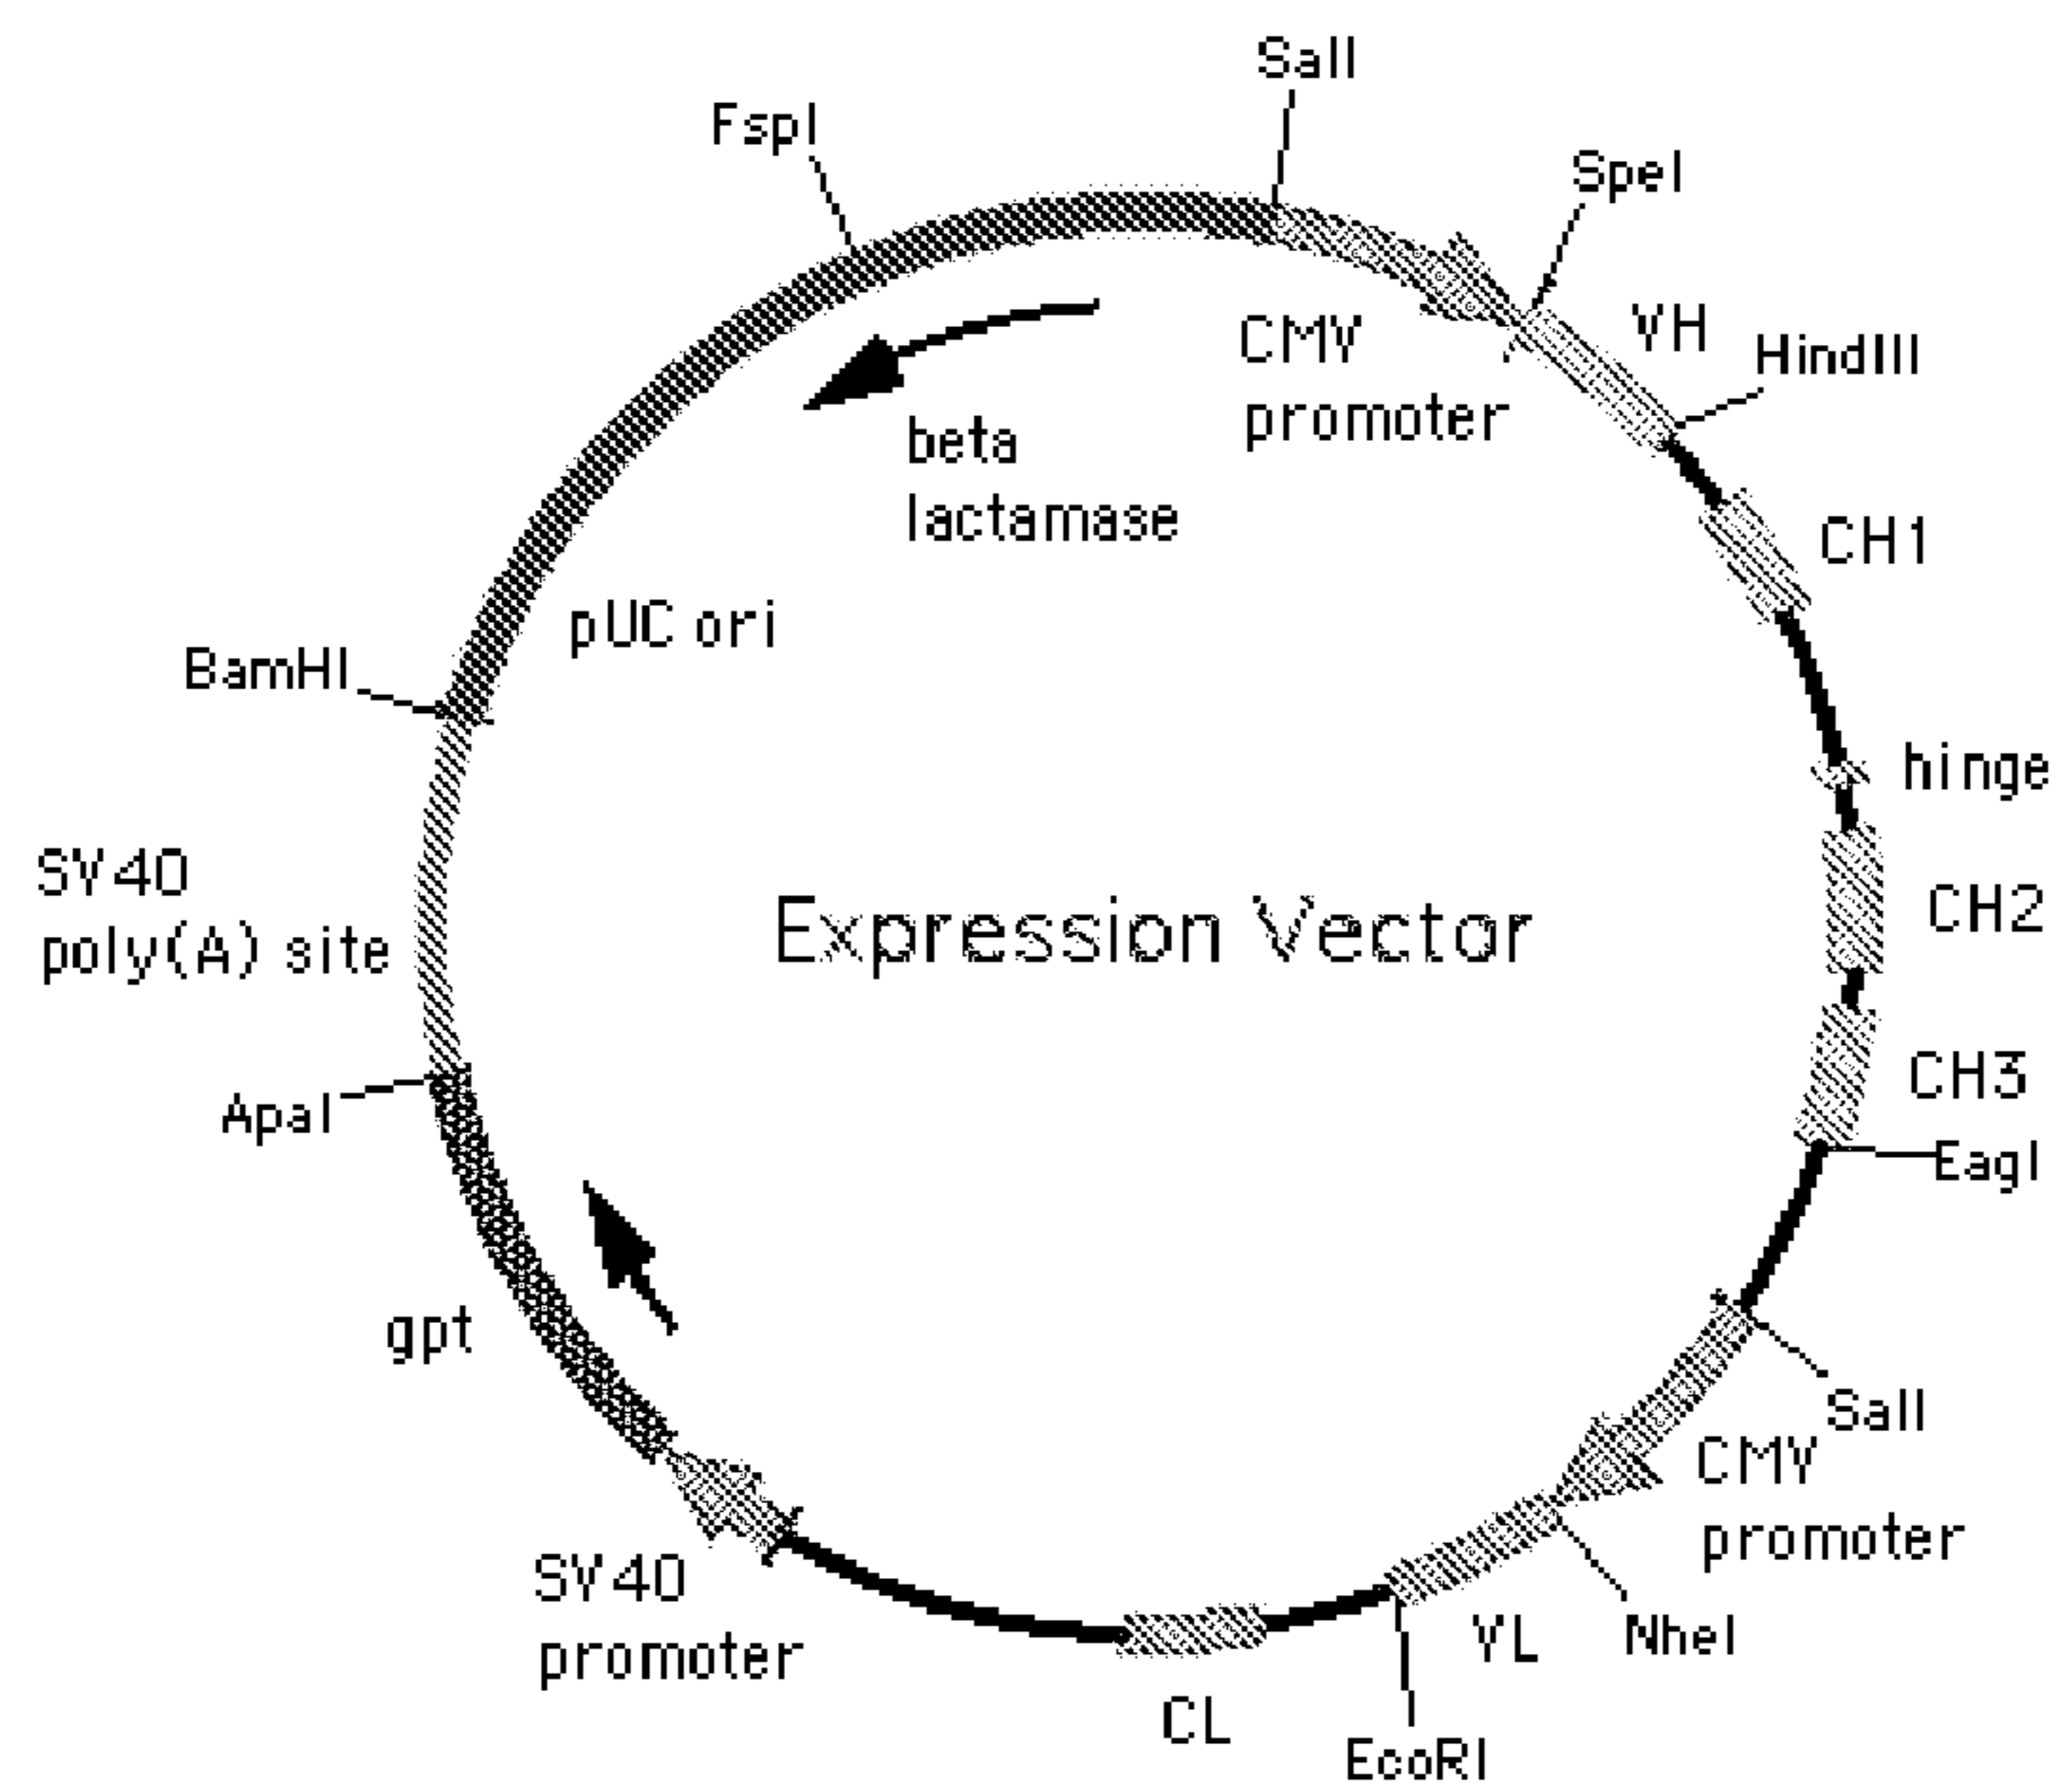 SalI
FspI
SpeI
VH
HindIII
CMV
promoter
beta
lactamase
CH1
pUC ori
BamHI
hinge
SV40
poly(A) site
Expression Vector
CH2
CH3
ApaI
EagI
gpt
SalI
CMV
promoter
SV40
promoter
VL
NheI
CL
EcoRI